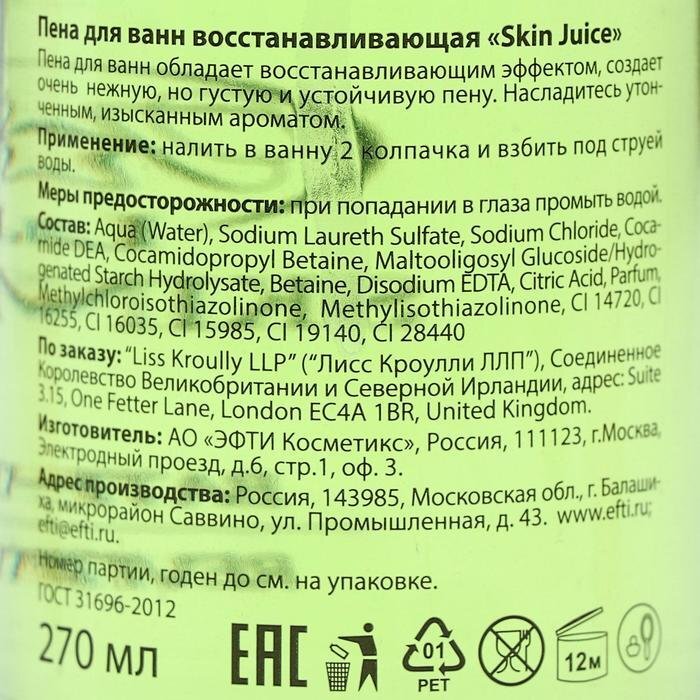 Пена для ванн восстанавливающая «Skin Juice»
Пена для ванн обладает восстанавливающим эффектом, создает
очень нежную, но густую и устойчивую пену. Насладитесь утон-
ченным, изысканным ароматом.
Применение: налить в ванну 2 колпачка и взбить под струей
воды.
Меры предосторожности: при попадании в глаза промыть водой.
Состав: Aqua (Water), Sodium Laureth Sulfate, Sodium Chloride, Coca-
mide DEA, Cocamidopropyl Betaine, Maltooligosyl Glucoside/Hydro-
genated Starch Hydrolysate, Betaine, Disodium EDTA, Citric Acid, Parfum,
Methylchloroisothiazolinone, Methylisothiazolinone, CI 14720, CI
16255, CI 16035, CI 15985, CI 19140, CI 28440
По заказу: “Liss Kroully LLP” (“Лисс Кроулли ЛЛП”), Соединенное
Королевство Великобритании и Северной Ирландии, адрес: Suite
3.15, One Fetter Lane, London EC4A 1BR, United Kingdom.
Изготовитель: АО «ЭФТИ Косметикс», Россия, 111123, г.Москва,
Электродный проезд, д.6, стр.1, оф. 3.
Адрес производства: Россия, 143985, Московская обл., г. Балаши-
ха, микрорайон Саввино, ул. Промышленная, д. 43. www.efti.ru;
efti@efti.ru.
Номер партии, годен до см. на упаковке.
ГОСТ 31696-2012
270 мл
EAC
01
PET
12м